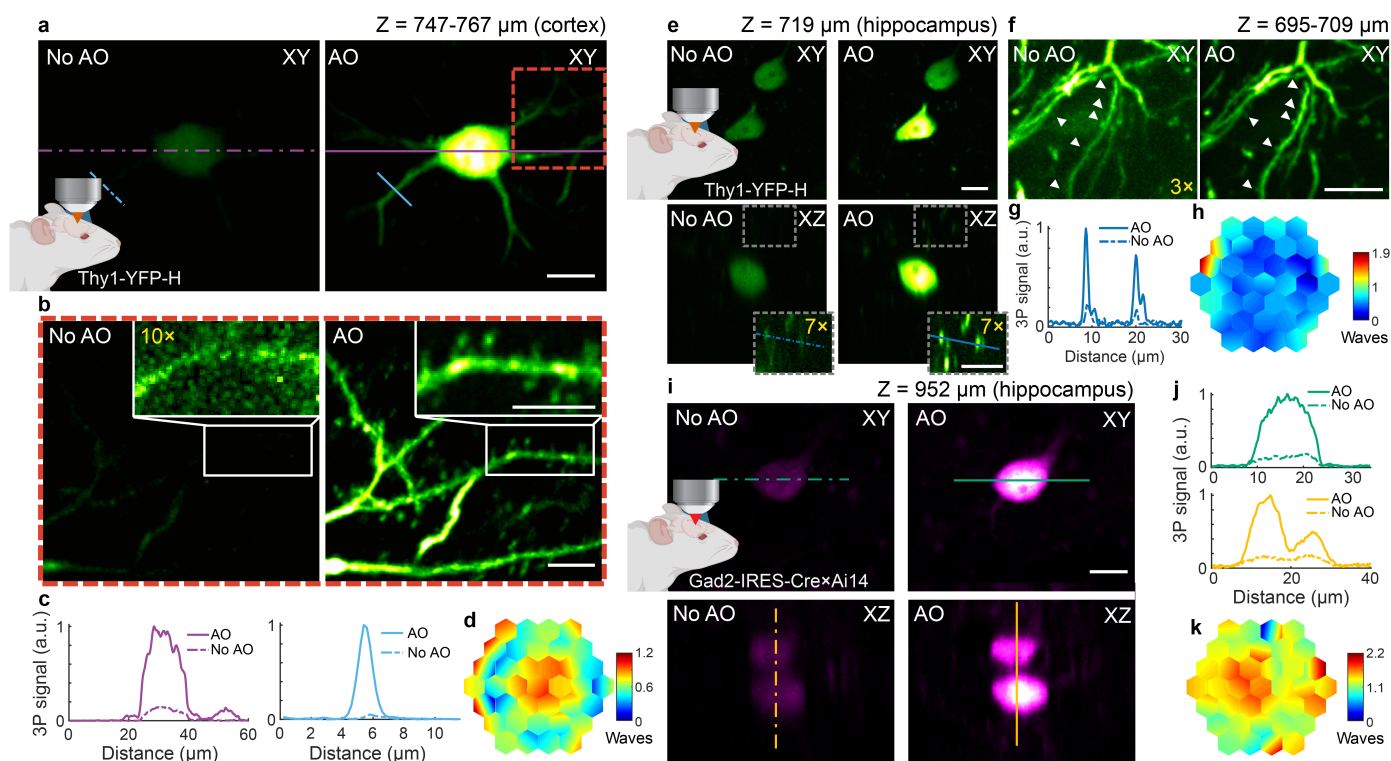 a
Z = 747-767 µm (cortex)
No AO
XY
AO
XY
Thy1-YFP-H
b
No AO
10×
AO
c
3P signal (a.u.)
1
0
0 20 40 60
Distance (µm)
AO
No AO
1
0
0 2 4 6 8 10
Distance (µm)
AO
No AO
d
1.2
0.6
0
Waves
e
Z = 719 µm (hippocampus)
No AO
XY
AO
XY
Thy1-YFP-H
No AO
XZ
AO
XZ
7×
7×
f
Z = 695-709 µm
No AO
XY
AO
XY
3×
g
3P signal (a.u.)
1
0
0 10 20 30
Distance (µm)
AO
No AO
h
1.9
1
0
Waves
i
Z = 952 µm (hippocampus)
No AO
XY
AO
XY
Gad2-IRES-Cre×Ai14
No AO
XZ
AO
XZ
j
3P signal (a.u.)
1
0
0 10 20 30
AO
No AO
1
0
0 20 40
Distance (µm)
AO
No AO
k
2.2
1.1
0
Waves